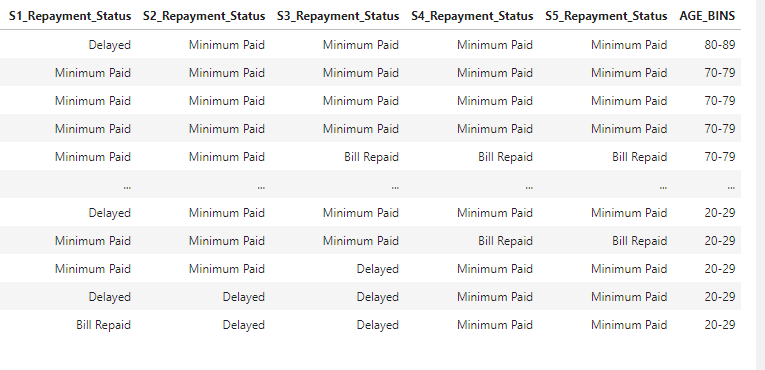 S1_Repayment_Status S2_Repayment_Status S3_Repayment_Status S4_Repayment_Status S5_Repayment_Status AGE_BINS
Delayed Minimum Paid Minimum Paid Minimum Paid Minimum Paid 80-89
Minimum Paid Minimum Paid Minimum Paid Minimum Paid Minimum Paid 70-79
Minimum Paid Minimum Paid Minimum Paid Minimum Paid Minimum Paid 70-79
Minimum Paid Minimum Paid Minimum Paid Minimum Paid Minimum Paid 70-79
Minimum Paid Minimum Paid Bill Repaid Bill Repaid Bill Repaid 70-79
... ... ... ... ... ...
Delayed Minimum Paid Minimum Paid Minimum Paid Minimum Paid 20-29
Minimum Paid Minimum Paid Minimum Paid Bill Repaid Bill Repaid 20-29
Minimum Paid Minimum Paid Delayed Minimum Paid Minimum Paid 20-29
Delayed Delayed Delayed Minimum Paid Minimum Paid 20-29
Bill Repaid Delayed Delayed Minimum Paid Minimum Paid 20-29